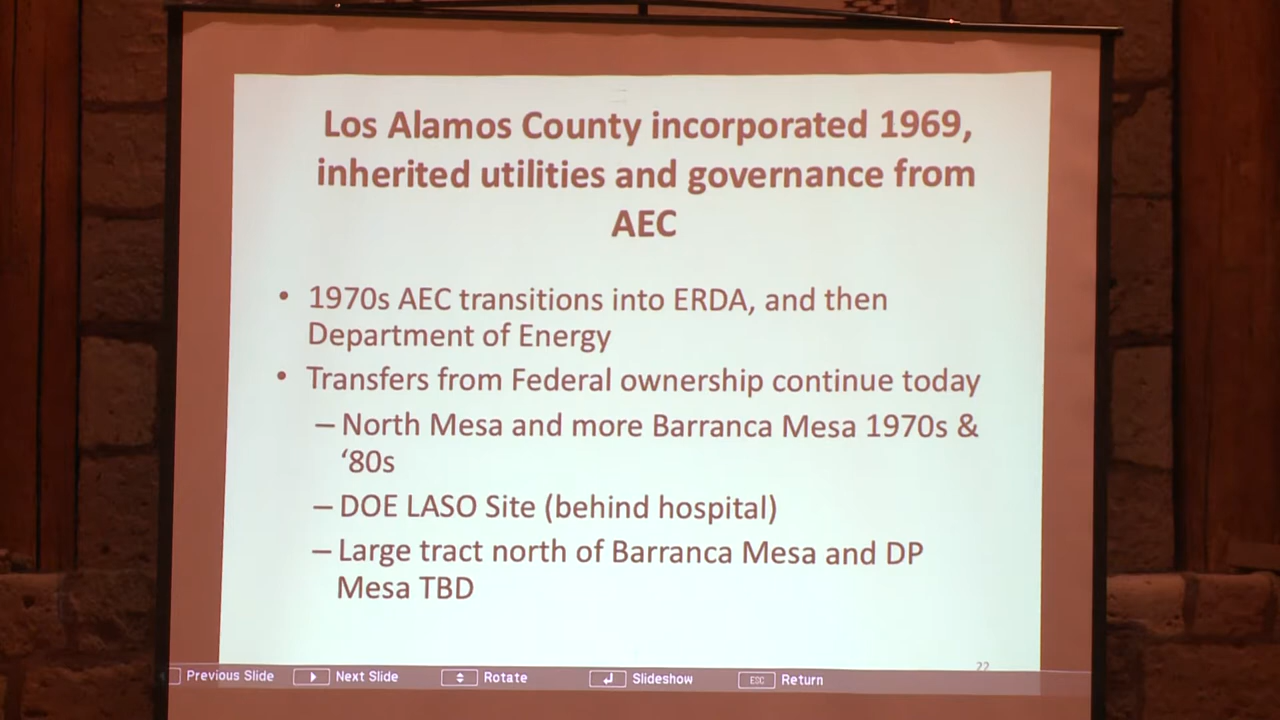 Los Alamos County incorporated 1969,
inherited utilities and governance from
AEC
• 1970s AEC transitions into ERDA, and then
Department of Energy
• Transfers from Federal ownership continue today
– North Mesa and more Barranca Mesa 1970s &
‘80s
– DOE LASO Site (behind hospital)
– Large tract north of Barranca Mesa and DP
Mesa TBD
22
Previous Slide Next Slide Rotate Slideshow ESC Return